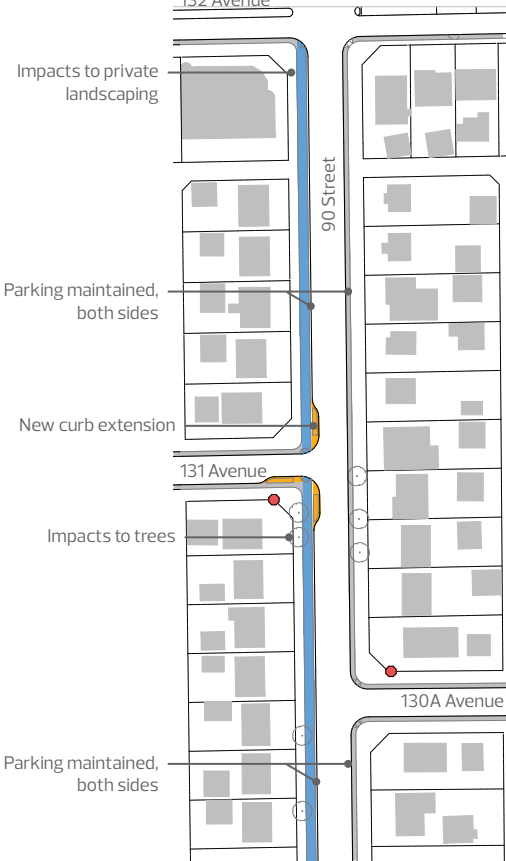 132 Avenue
Impacts to private
landscaping
90 Street
Parking maintained,
both sides
New curb extension
131 Avenue
Impacts to trees
130A Avenue
Parking maintained,
both sides